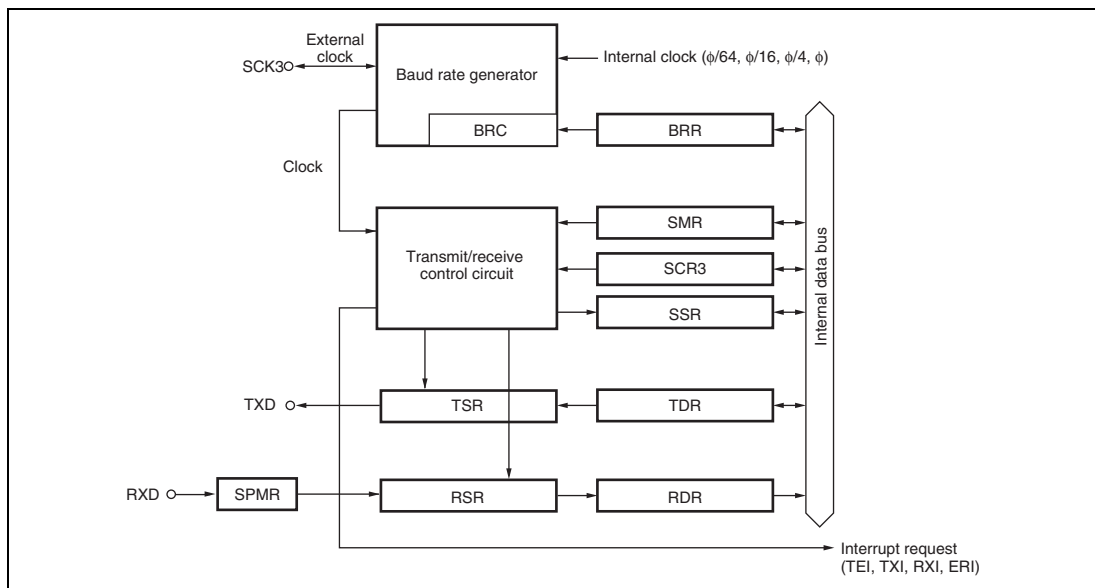 External
clock
SCK3
Baud rate generator
Internal clock (ϕ/64, ϕ/16, ϕ/4, ϕ)
BRC
BRR
Clock
Transmit/receive
control circuit
SMR
SCR3
SSR
Internal data bus
TXD
TSR
TDR
RXD
SPMR
RSR
RDR
Interrupt request
(TEI, TXI, RXI, ERI)